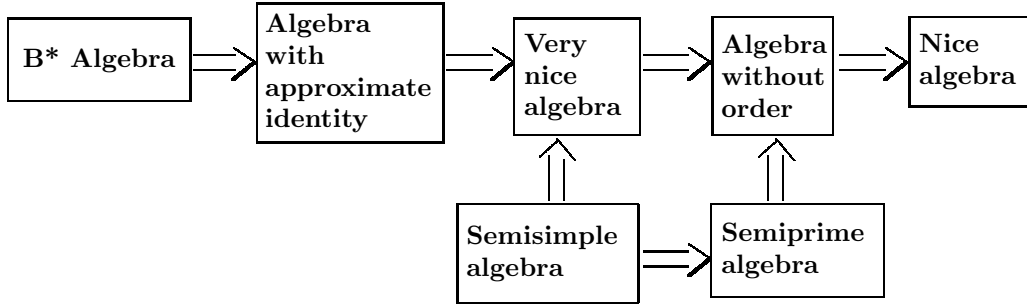 B* Algebra
Algebra
with
approximate
identity
Very
nice
algebra
Algebra
without
order
Nice
algebra
Semisimple
algebra
Semiprime
algebra